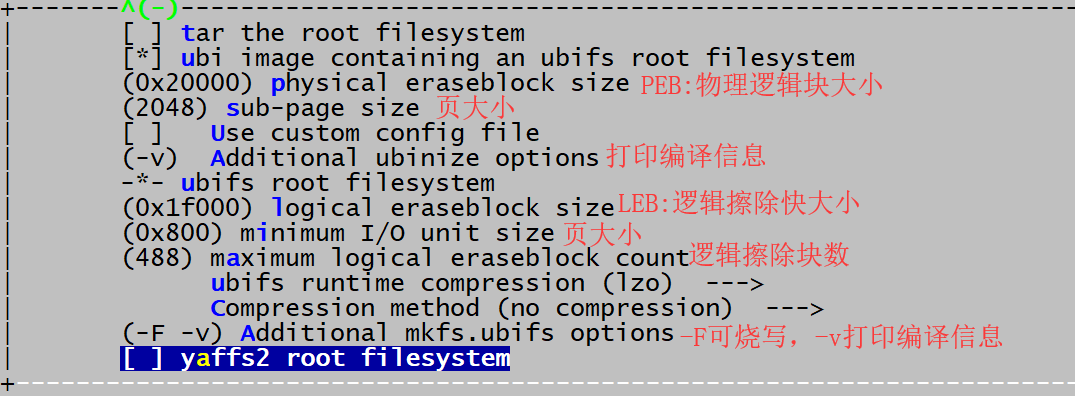 ^(-)
[ ] tar the root filesystem
[*] ubi image containing an ubifs root filesystem
(0x20000) physical eraseblock size PEB:物理逻辑块大小
(2048) sub-page size 页大小
[ ] Use custom config file
(-v) Additional ubinize options 打印编译信息
-*- ubifs root filesystem
(0x1f000) logical eraseblock size LEB:逻辑擦除快大小
(0x800) minimum I/O unit size 页大小
(488) maximum logical eraseblock count 逻辑擦除块数
ubifs runtime compression (lzo) --->
Compression method (no compression) --->
(-F -v) Additional mkfs.ubifs options -F可烧写，-v打印编译信息
[ ] yaffs2 root filesystem